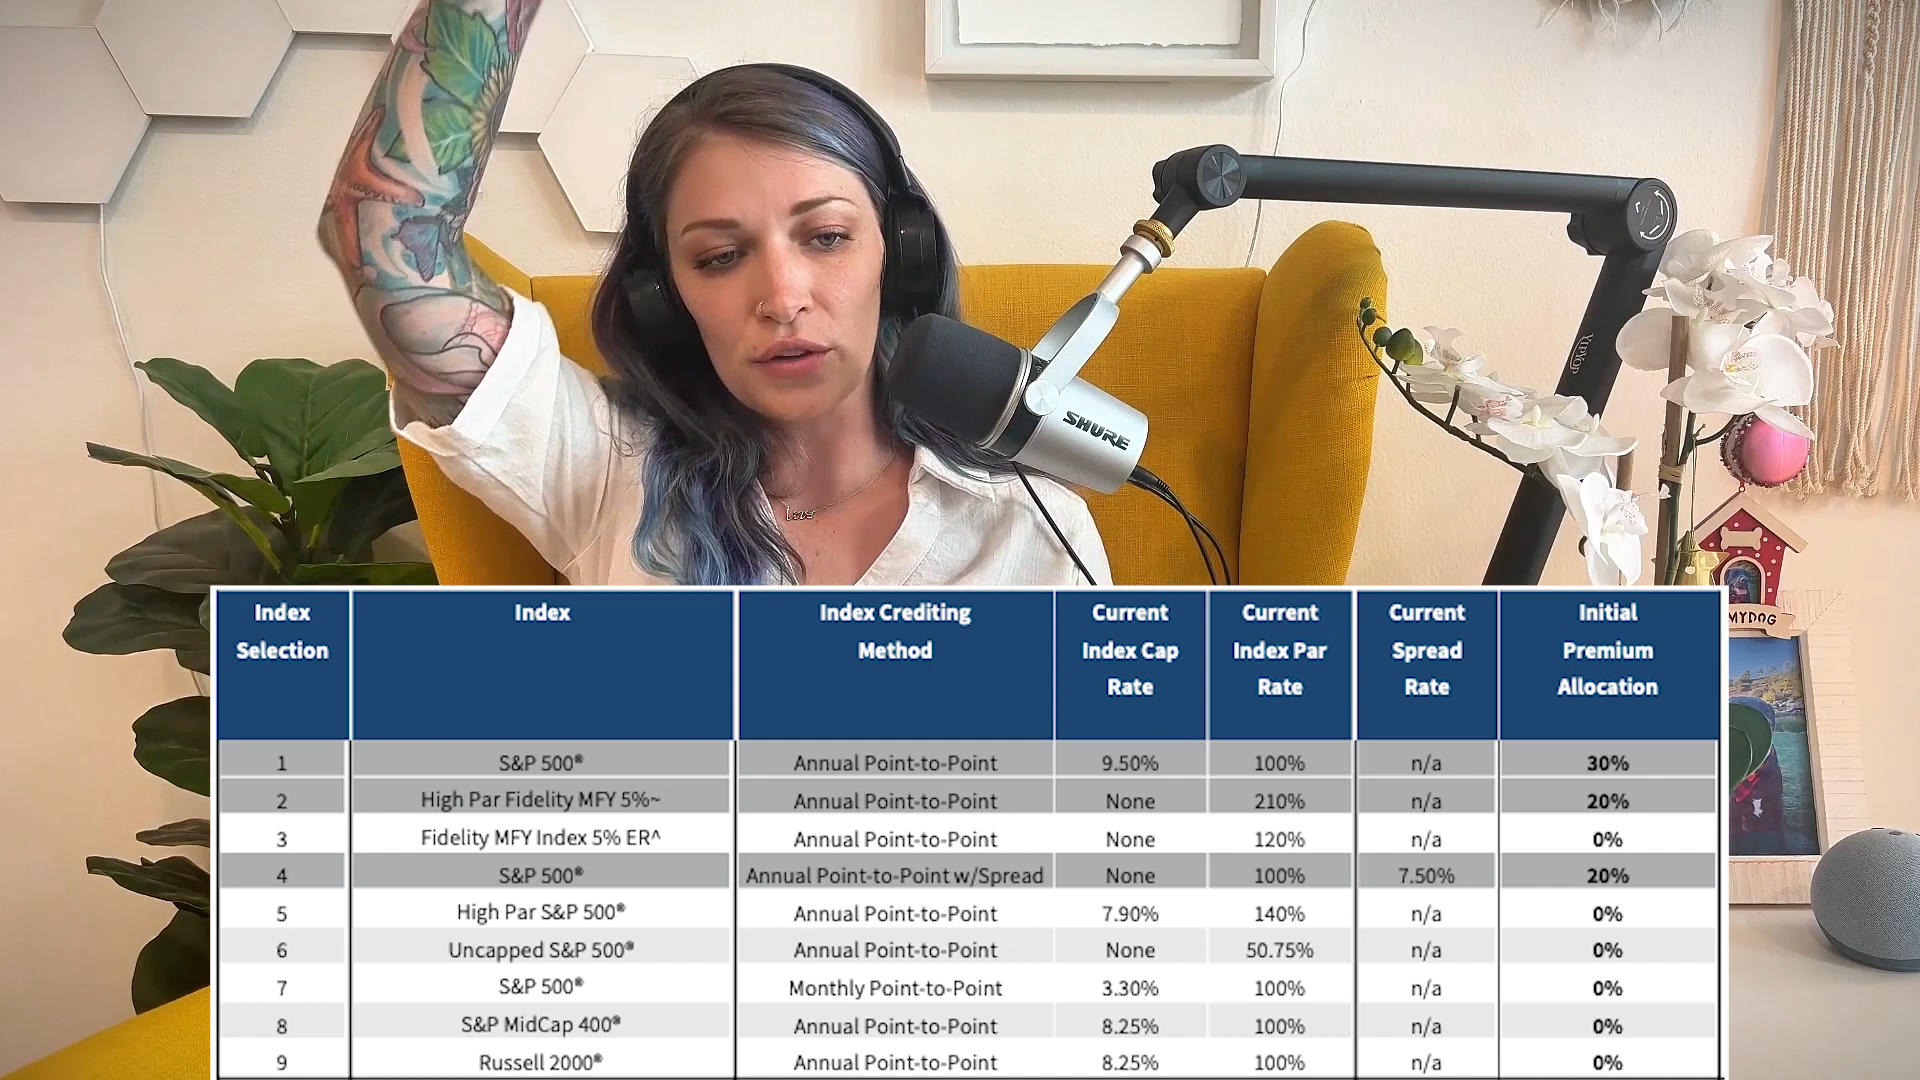 SHURE
YIPYOP
love
MYDOG
Index Selection | Index | Index Crediting Method | Current Index Cap Rate | Current Index Par Rate | Current Spread Rate | Initial Premium Allocation
1 | S&P 500® | Annual Point-to-Point | 9.50% | 100% | n/a | 30%
2 | High Par Fidelity MFY 5%~ | Annual Point-to-Point | None | 210% | n/a | 20%
3 | Fidelity MFY Index 5% ER^ | Annual Point-to-Point | None | 120% | n/a | 0%
4 | S&P 500® | Annual Point-to-Point w/Spread | None | 100% | 7.50% | 20%
5 | High Par S&P 500® | Annual Point-to-Point | 7.90% | 140% | n/a | 0%
6 | Uncapped S&P 500® | Annual Point-to-Point | None | 50.75% | n/a | 0%
7 | S&P 500® | Monthly Point-to-Point | 3.30% | 100% | n/a | 0%
8 | S&P MidCap 400® | Annual Point-to-Point | 8.25% | 100% | n/a | 0%
9 | Russell 2000® | Annual Point-to-Point | 8.25% | 100% | n/a | 0%